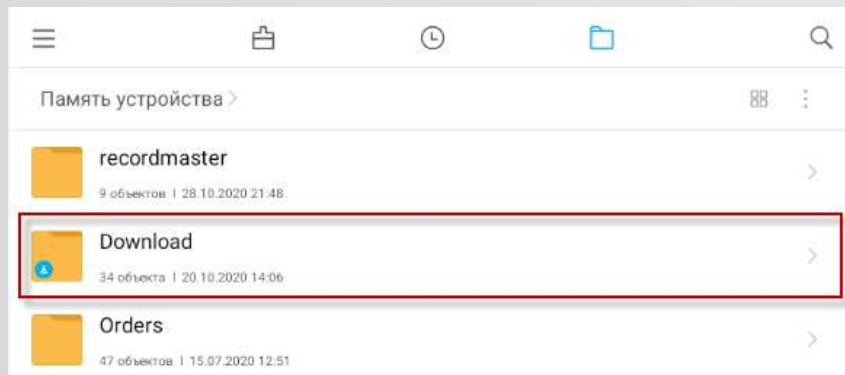 Память устройства
recordmaster
9 объектов | 28.10.2020 21:48
Download
34 объекта | 20.10.2020 14:06
Orders
47 объектов | 15.07.2020 12:51